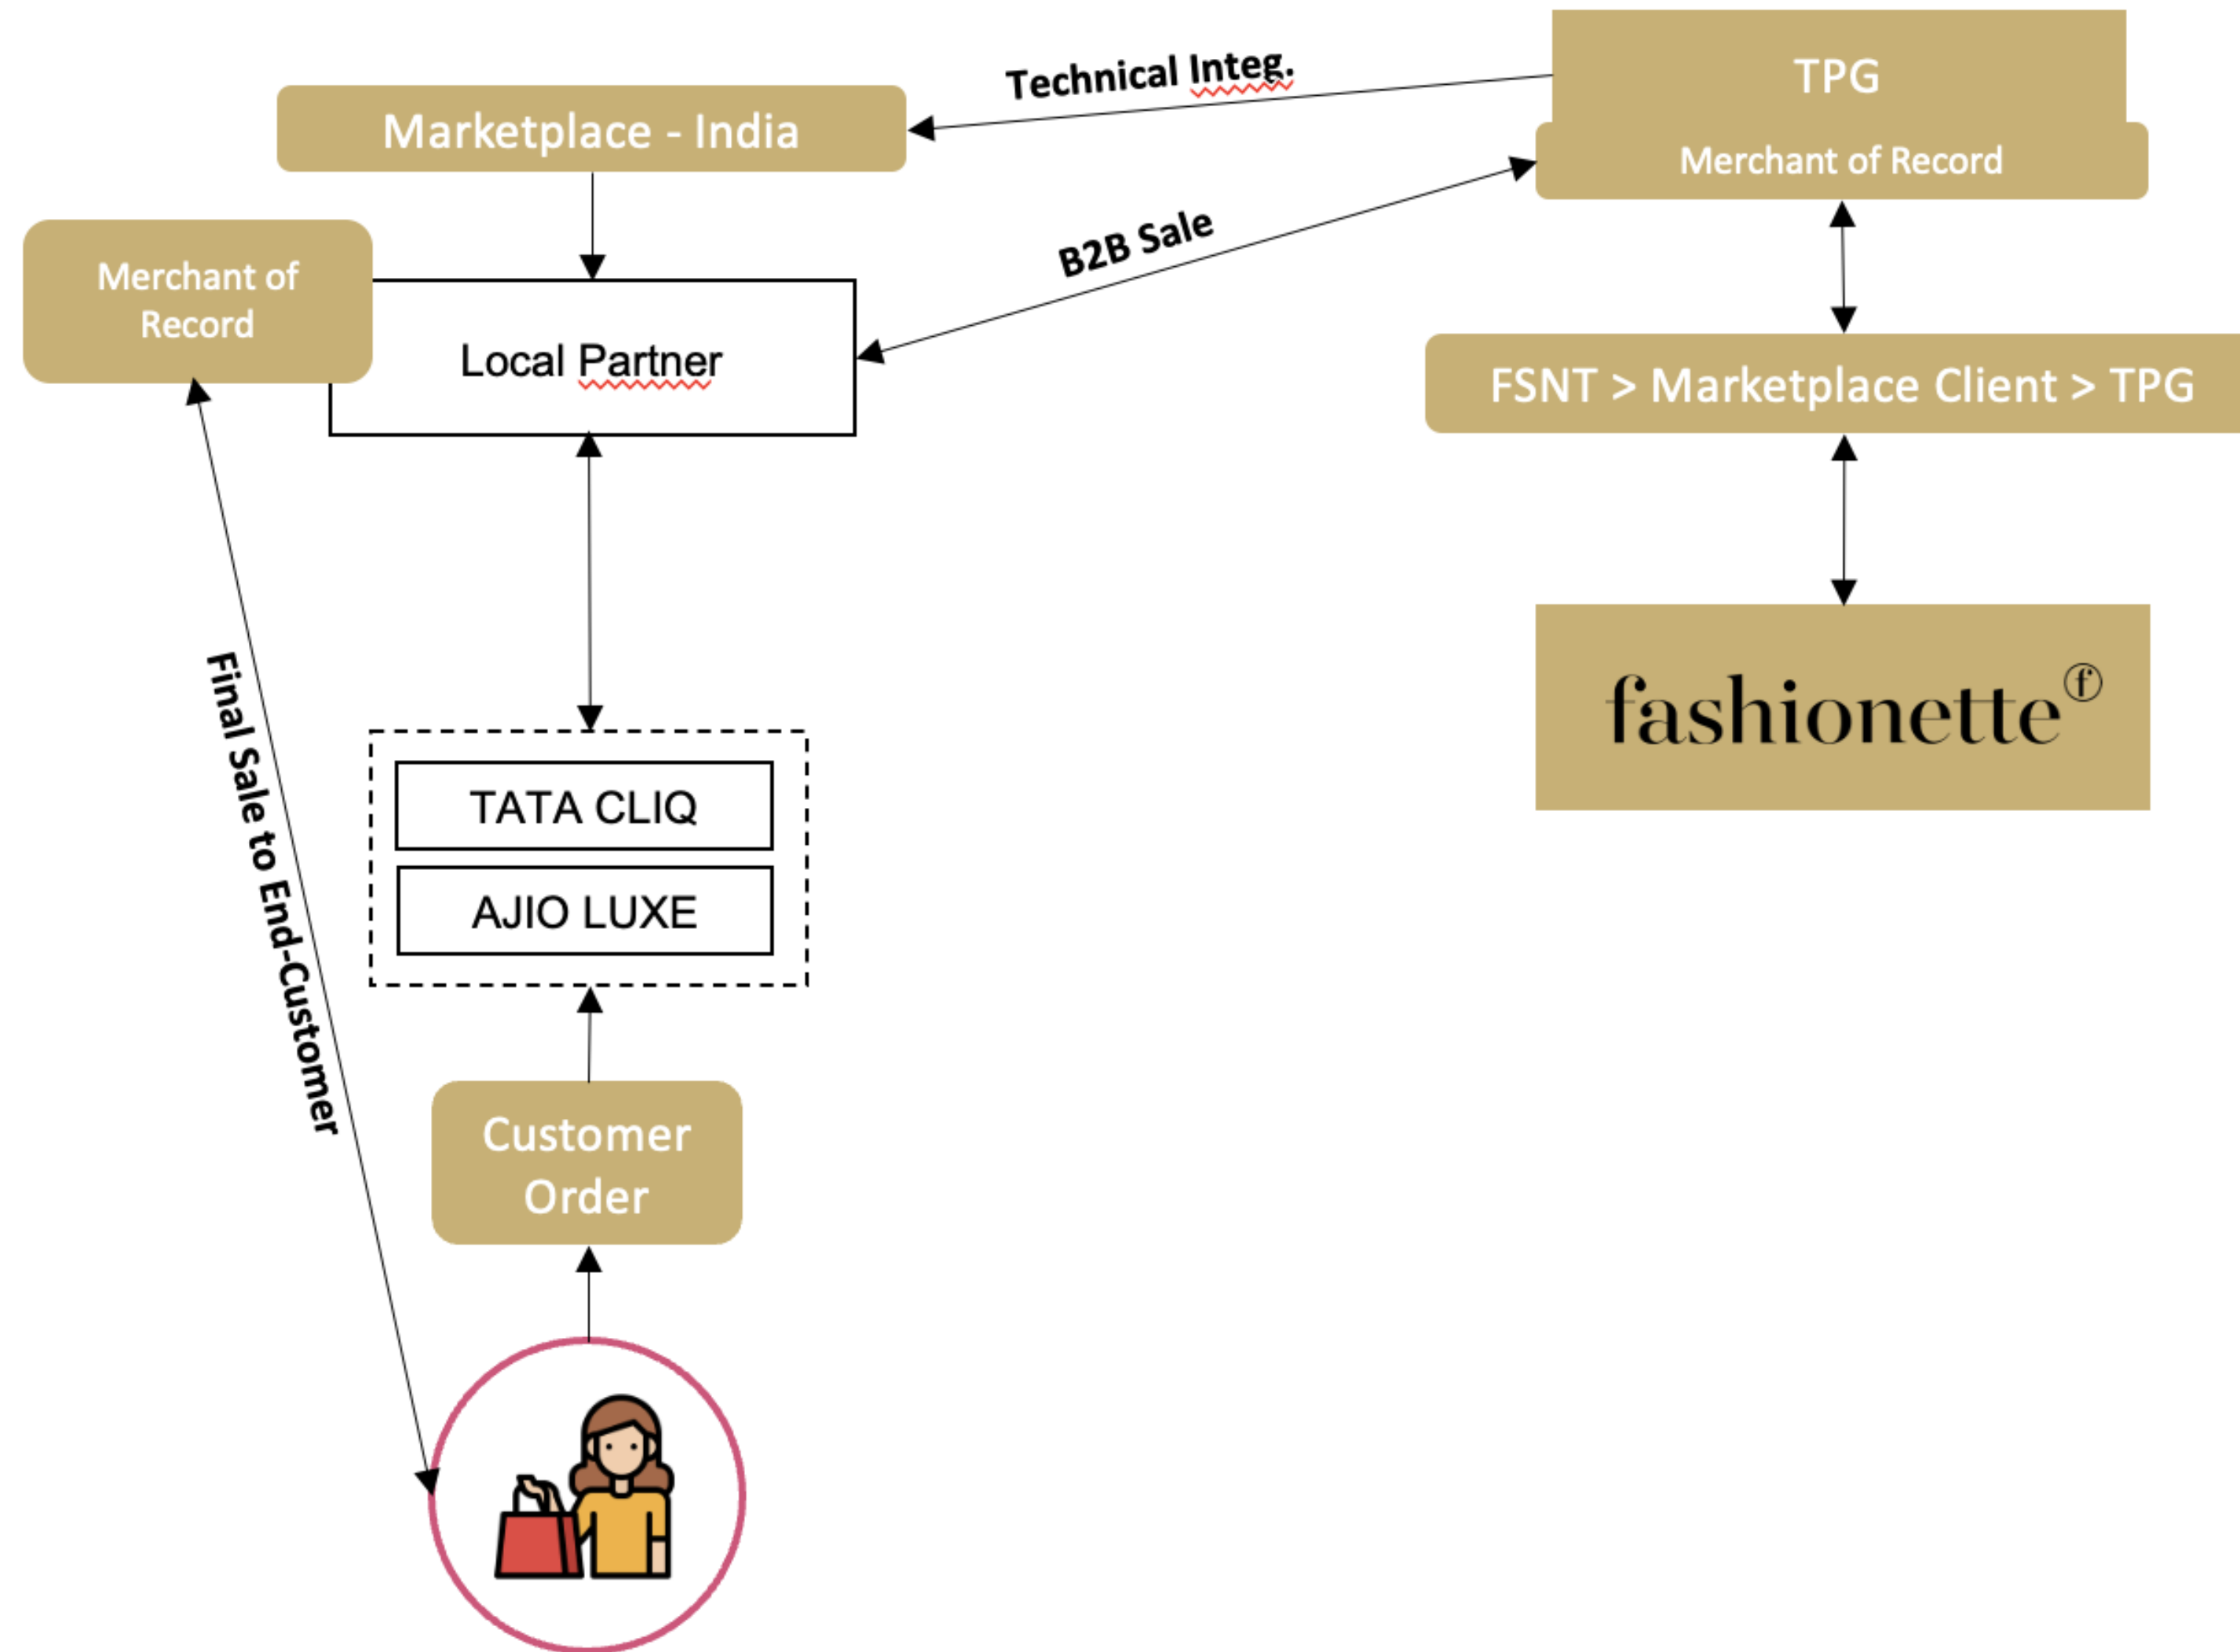 Technical Integ.
TPG
Marketplace - India
Merchant of Record
B2B Sale
Merchant of
Record
Local Partner
FSNT > Marketplace Client > TPG
fashionette f
Final Sale to End-Customer
TATA CLIQ
AJIO LUXE
Customer
Order